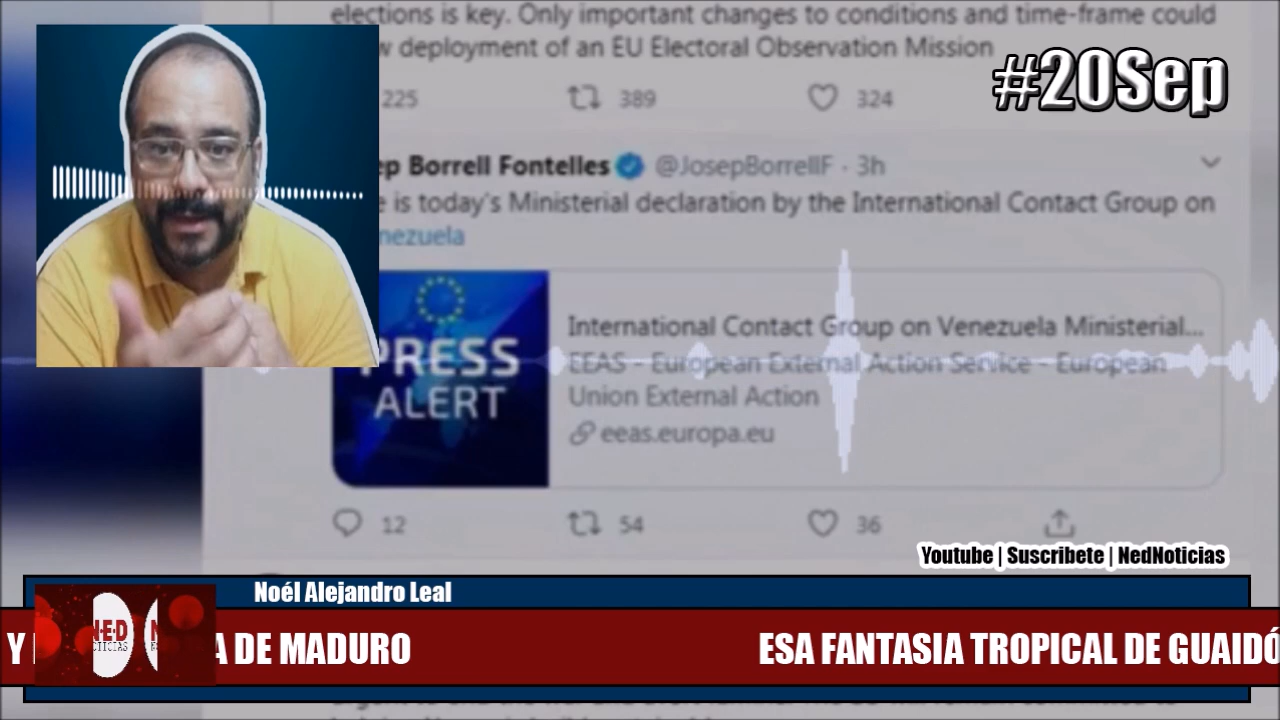 elections is key. Only important changes to conditions and time-frame could
deployment of an EU Electoral Observation Mission
225 389 324
#20Sep
Borrell Fontelles @JosepBorrellF · 3h
is today's Ministerial declaration by the International Contact Group on
nezuela
PRESS
ALERT
International Contact Group on Venezuela Ministerial...
EEAS - European External Action Service - European
Union External Action
eeas.europa.eu
12 54 36
Youtube | Suscribete | NedNoticias
Noél Alejandro Leal
NED
Y A DE MADURO ESA FANTASIA TROPICAL DE GUAIDÓ